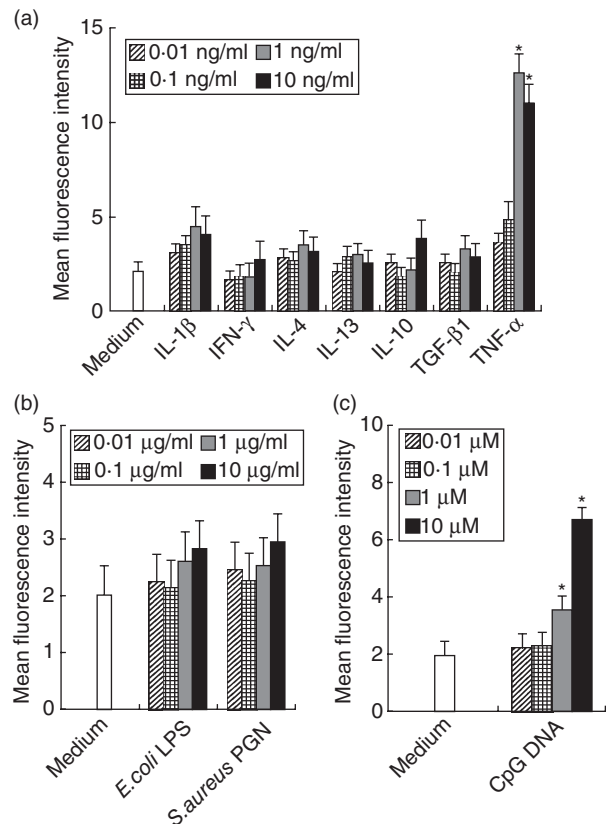 (a)
Mean fluorescence intensity
15
10
5
0
0·01 ng/ml 1 ng/ml
0·1 ng/ml 10 ng/ml
* *
Medium IL-1β IFN-γ IL-4 IL-13 IL-10 TGF-β1 TNF-α
(b)
Mean fluorescence intensity
5
4
3
2
1
0
0·01 μg/ml 1 μg/ml
0·1 μg/ml 10 μg/ml
Medium E.coli LPS S.aureus PGN
(c)
Mean fluorescence intensity
10
8
6
4
2
0
0·01 μM
0·1 μM
1 μM
10 μM
* *
Medium CpG DNA